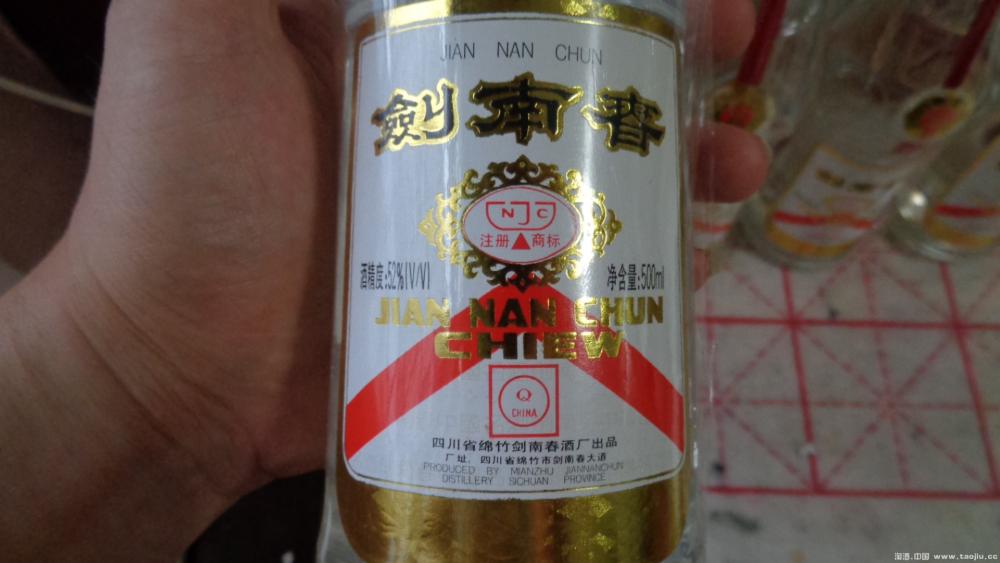 JIAN NAN CHUN
劍南春
NJC
注册▲商标
酒精度:52%(V/V)
净含量:500ml
JIAN NAN CHUN
CHIEW
Q
CHINA
四川省绵竹剑南春酒厂出品
厂址:四川省绵竹市剑南春大道
PRODUCED BY MIANZHU JIANNANCHUN
DISTILLERY SICHUAN PROVINCE
淘酒.中国 www.taojiu.cc